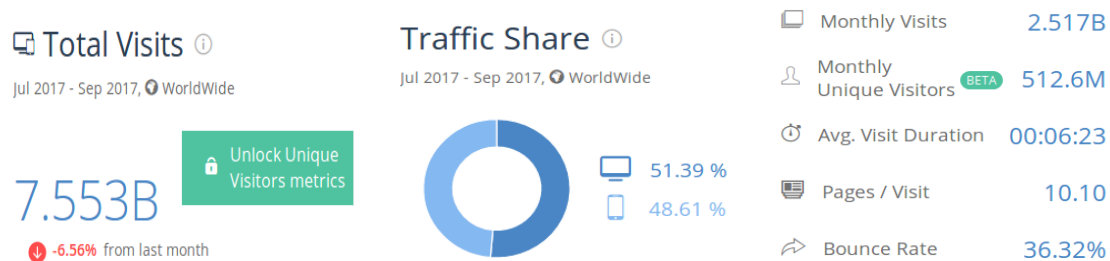 Total Visits
Jul 2017 - Sep 2017, WorldWide
Unlock Unique
Visitors metrics
7.553B
-6.56% from last month
Traffic Share
Jul 2017 - Sep 2017, WorldWide
51.39 %
48.61 %
Monthly Visits 2.517B
Monthly
Unique Visitors BETA 512.6M
Avg. Visit Duration 00:06:23
Pages / Visit 10.10
Bounce Rate 36.32%